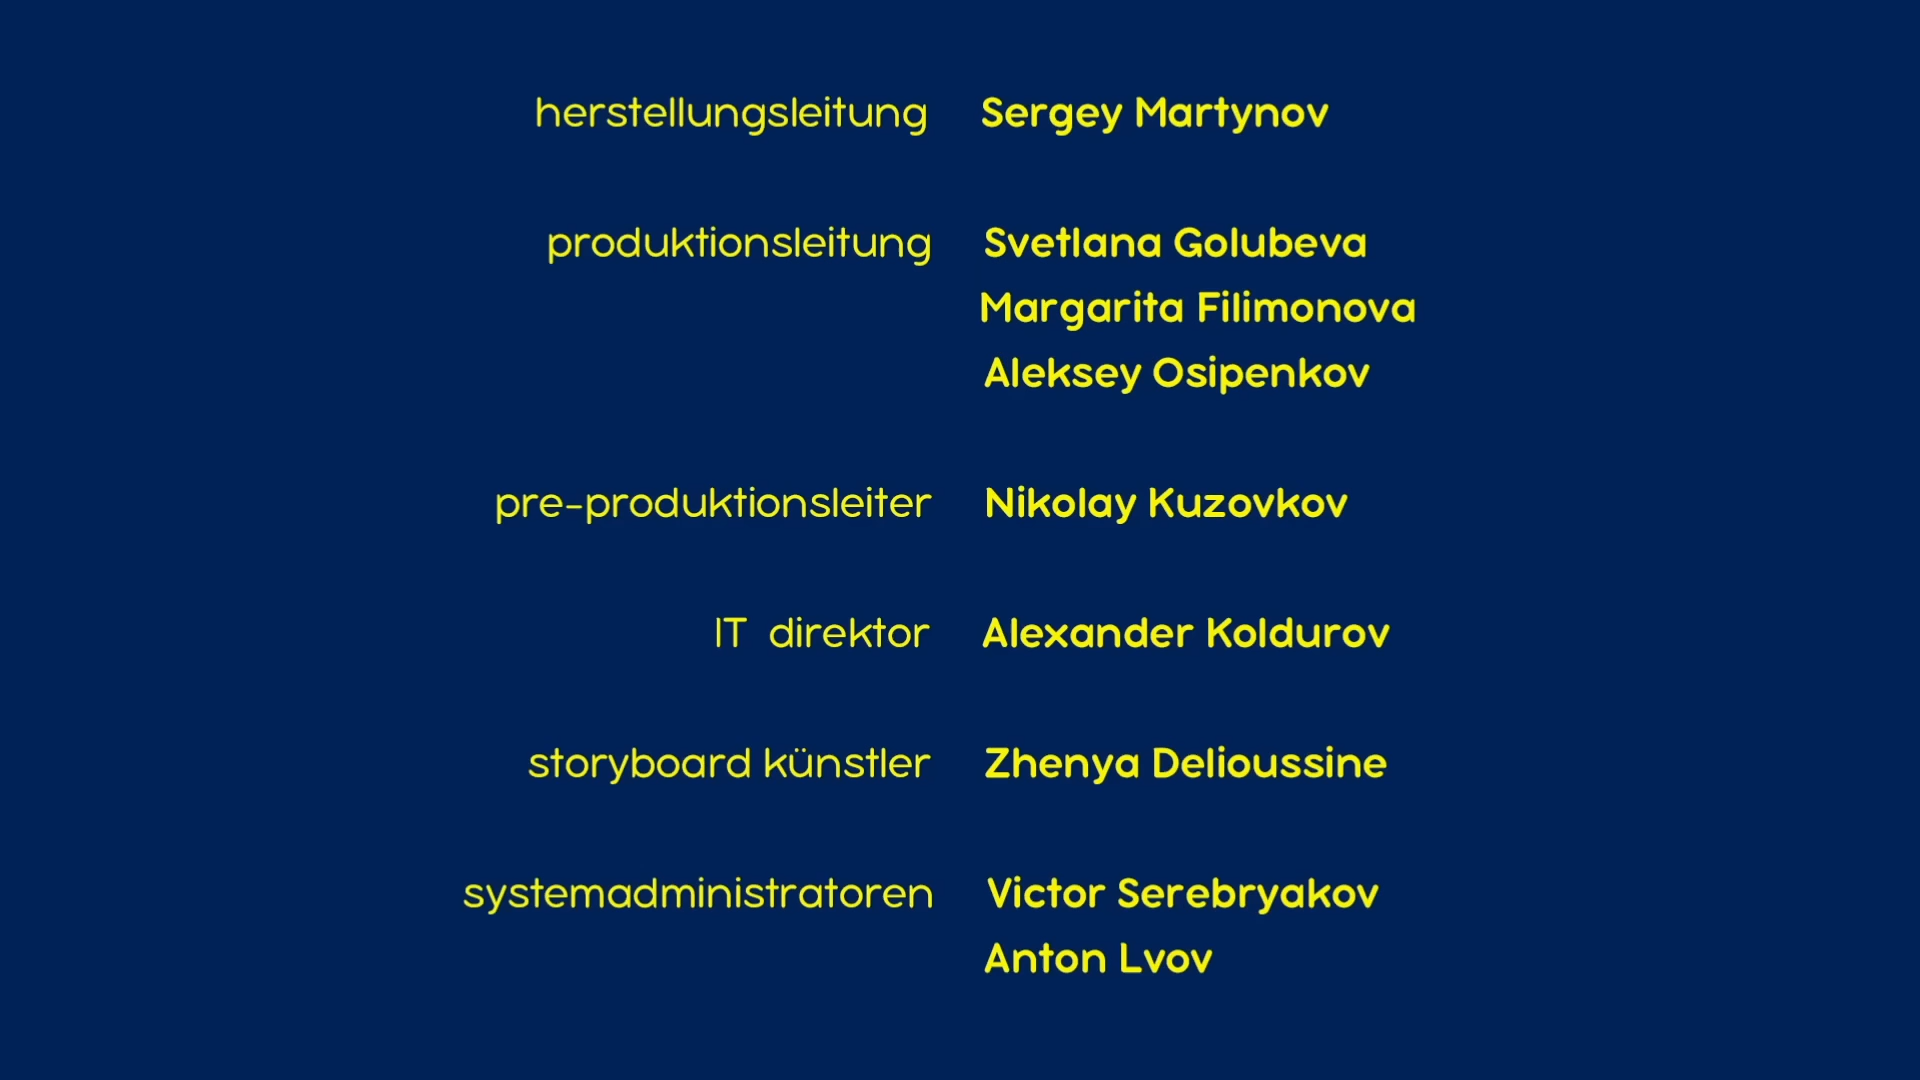 herstellungsleitung Sergey Martynov
produktionsleitung Svetlana Golubeva
Margarita Filimonova
Aleksey Osipenkov
pre-produktionsleiter Nikolay Kuzovkov
IT direktor Alexander Koldurov
storyboard künstler Zhenya Delioussine
systemadministratoren Victor Serebryakov
Anton Lvov